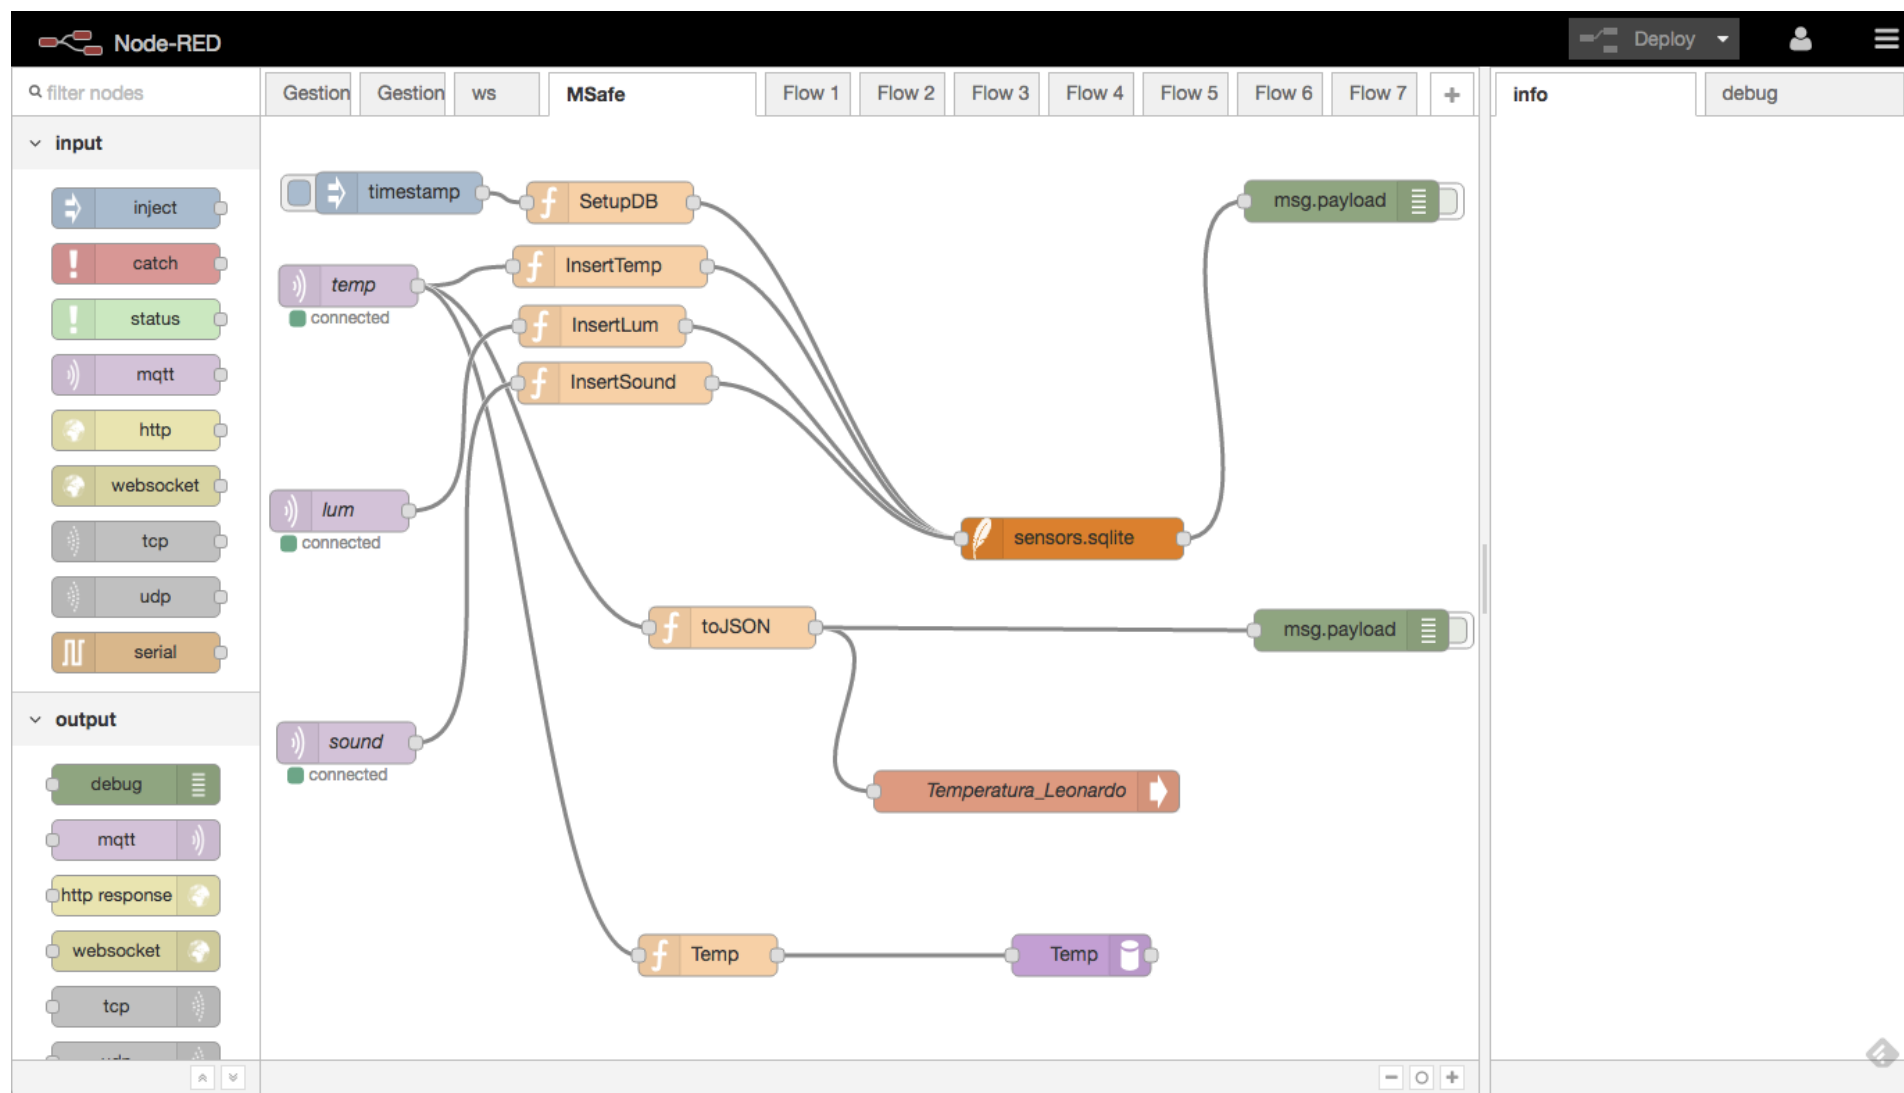 Node-RED
Deploy
filter nodes
Gestion
Gestion
ws
MSafe
Flow 1
Flow 2
Flow 3
Flow 4
Flow 5
Flow 6
Flow 7
info
debug
input
inject
catch
status
mqtt
http
websocket
tcp
udp
serial
output
debug
mqtt
http response
websocket
tcp
timestamp
SetupDB
msg.payload
temp
connected
InsertTemp
InsertLum
InsertSound
lum
connected
sensors.sqlite
toJSON
msg.payload
sound
connected
Temperatura_Leonardo
Temp
Temp